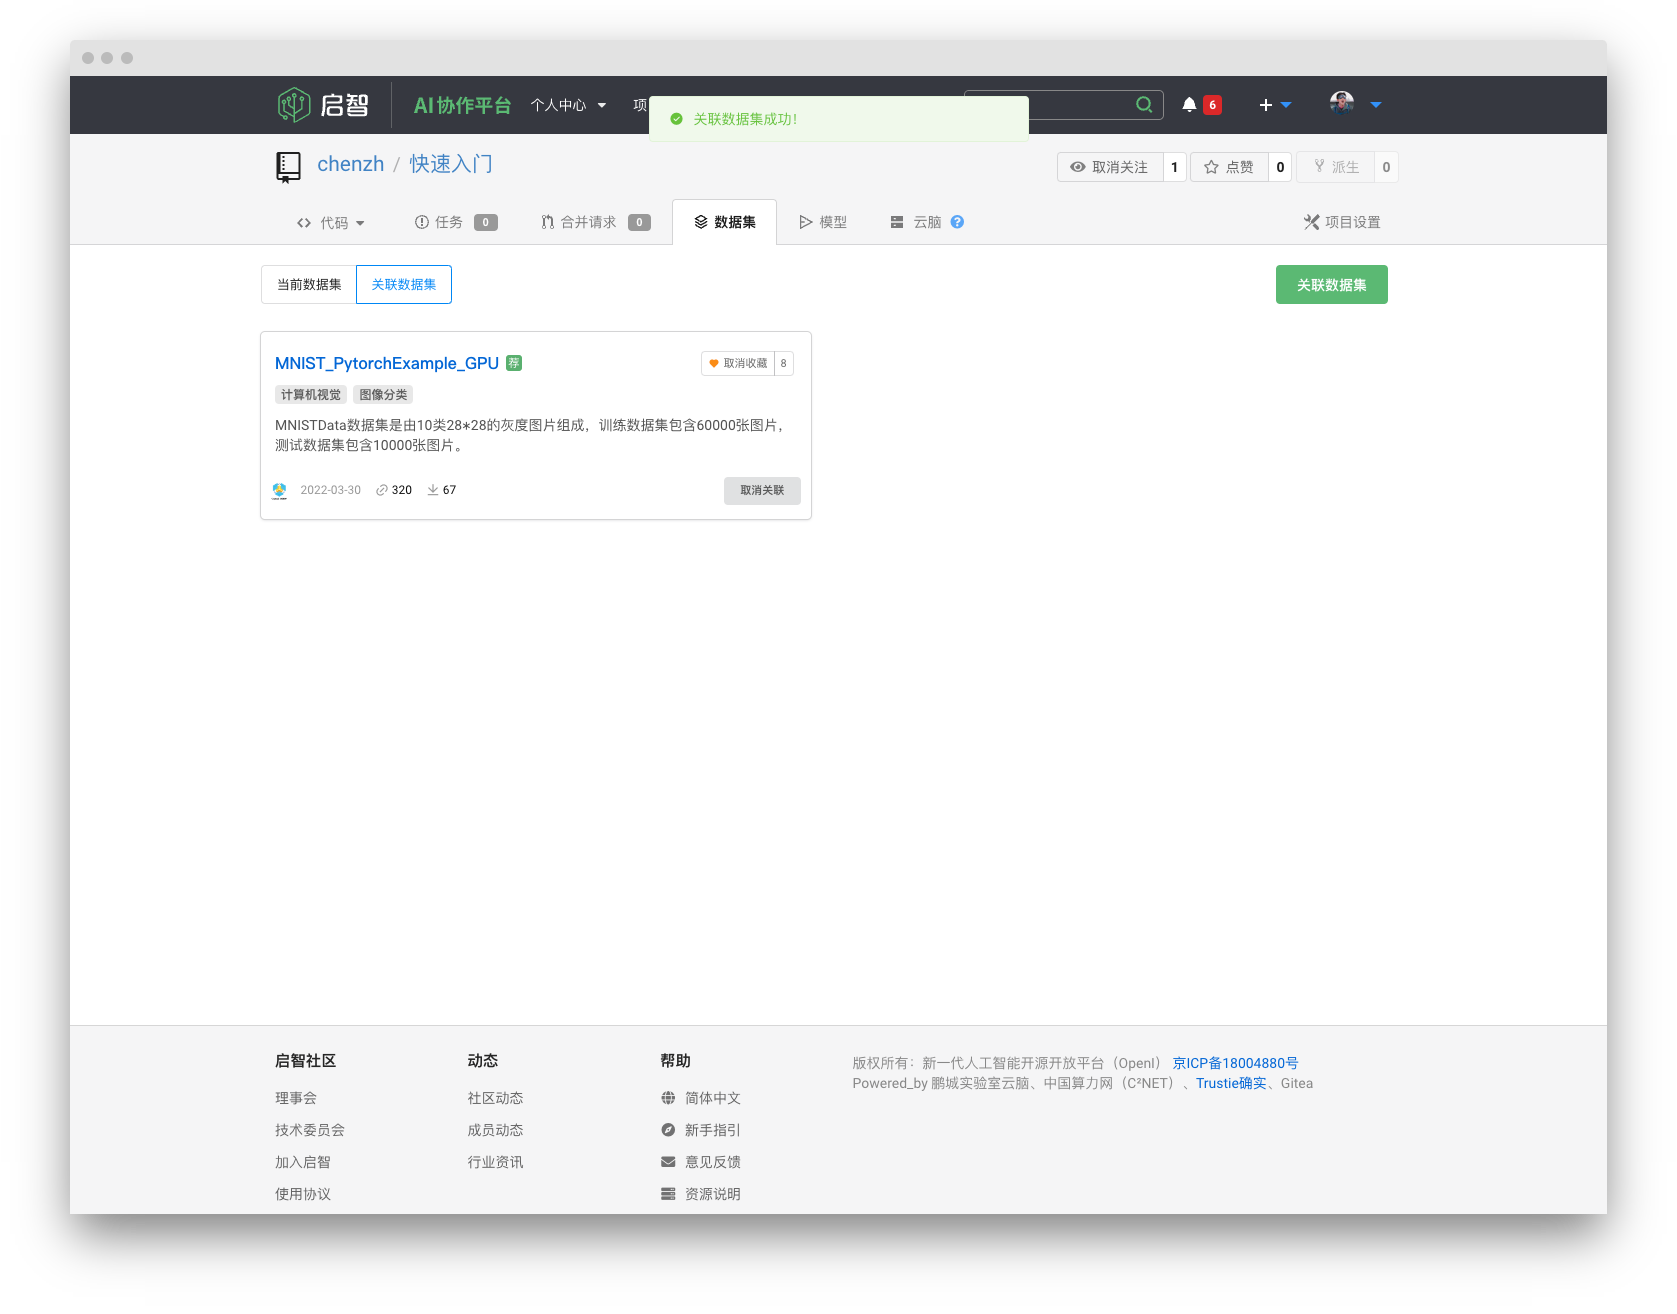 启智 AI协作平台 个人中心 项 6
关联数据集成功！
chenzh / 快速入门 取消关注 1 点赞 0 派生 0
代码 任务 0 合并请求 0 数据集 模型 云脑 ? 项目设置
当前数据集 关联数据集 关联数据集
MNIST_PytorchExample_GPU 荐 取消收藏 8
计算机视觉 图像分类
MNISTData数据集是由10类28*28的灰度图片组成，训练数据集包含60000张图片，
测试数据集包含10000张图片。
2022-03-30 320 67 取消关联
启智社区 动态 帮助
版权所有：新一代人工智能开源开放平台（OpenI） 京ICP备18004880号
Powered_by 鹏城实验室云脑、中国算力网（C²NET）、Trustie确实、Gitea
理事会 社区动态 简体中文
技术委员会 成员动态 新手指引
加入启智 行业资讯 意见反馈
使用协议 资源说明